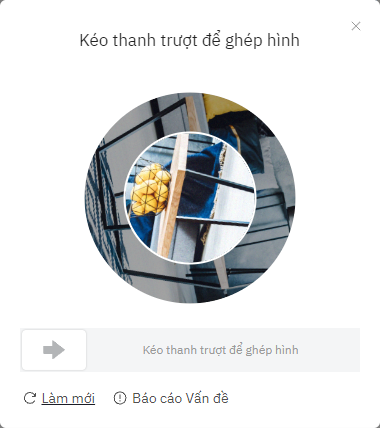 Kéo thanh trượt để ghép hình
Kéo thanh trượt để ghép hình
Làm mới Báo cáo Vấn đề